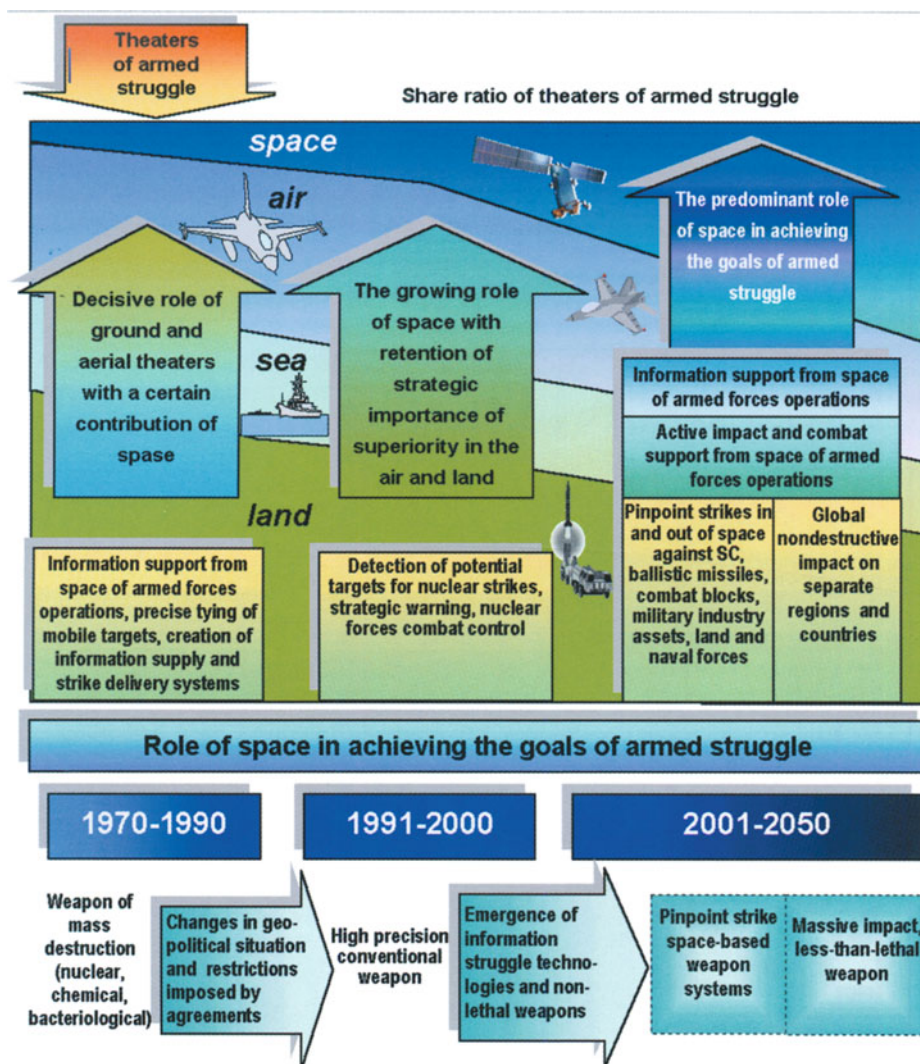 Theaters
of armed
struggle
Share ratio of theaters of armed struggle
space
air
sea
land
Decisive role of
ground and
aerial theaters
with a certain
contribution of
spase
The growing role
of space with
retention of
strategic
importance of
superiority in the
air and land
The predominant role
of space in achieving
the goals of armed
struggle
Information support from space
of armed forces operations
Active impact and combat
support from space of armed
forces operations
Pinpoint strikes in
and out of space
against SC,
ballistic missiles,
combat blocks,
military industry
assets, land and
naval forces
Global
nondestructive
impact on
separate
regions and
countries
Information support from
space of armed forces
operations, precise tying of
mobile targets, creation of
information supply and
strike delivery systems
Detection of potential
targets for nuclear strikes,
strategic warning, nuclear
forces combat control
Role of space in achieving the goals of armed struggle
1970-1990
1991-2000
2001-2050
Weapon of
mass
destruction
(nuclear,
chemical,
bacteriological)
Changes in geo-
political situation
and restrictions
imposed by
agreements
High precision
conventional
weapon
Emergence of
information
struggle techno-
logies and non-
lethal weapons
Pinpoint strike
space-based
weapon
systems
Massive impact,
less-than-lethal
weapon